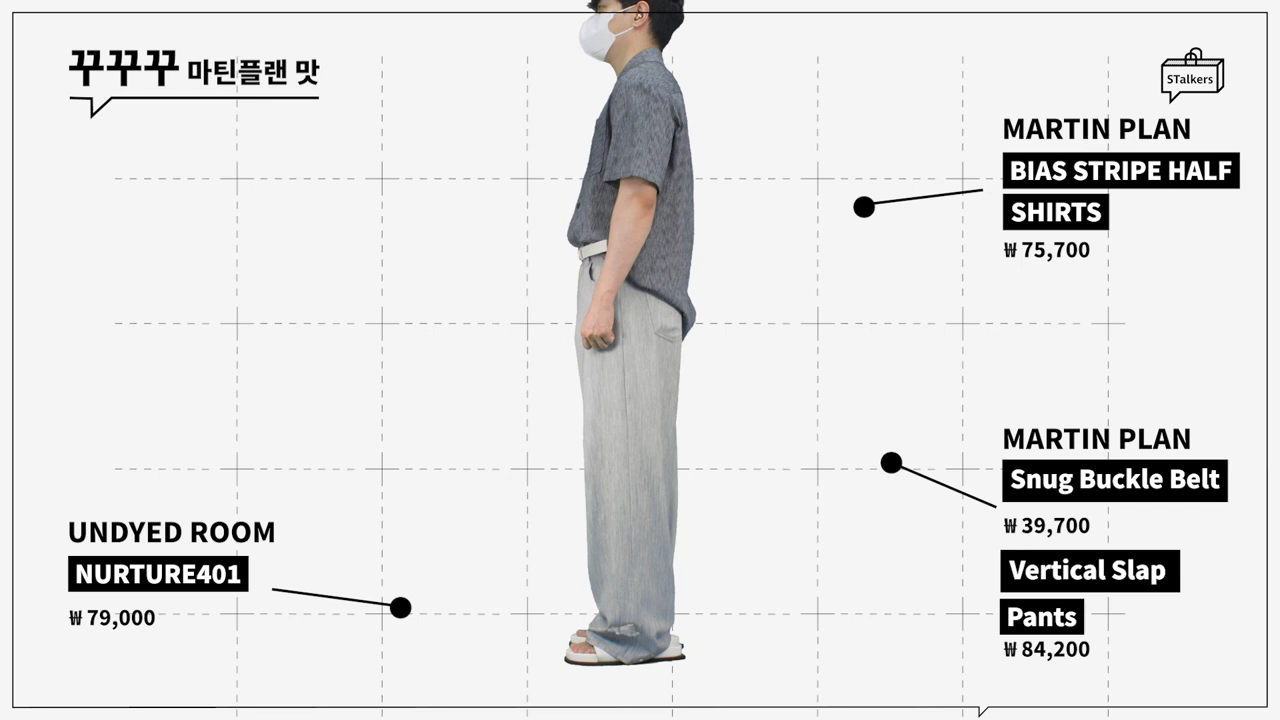 꾸꾸꾸 마틴플랜 맛
STalkers
MARTIN PLAN
BIAS STRIPE HALF
SHIRTS
₩ 75,700
MARTIN PLAN
Snug Buckle Belt
₩ 39,700
Vertical Slap
Pants
₩ 84,200
UNDYED ROOM
NURTURE401
₩ 79,000